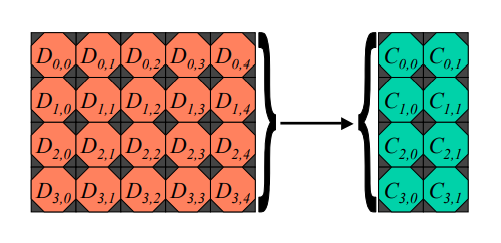 D0,0 D0,1 D0,2 D0,3 D0,4 C0,0 C0,1
D1,0 D1,1 D1,2 D1,3 D1,4 C1,0 C1,1
D2,0 D2,1 D2,2 D2,3 D2,4 C2,0 C2,1
D3,0 D3,1 D3,2 D3,3 D3,4 C3,0 C3,1